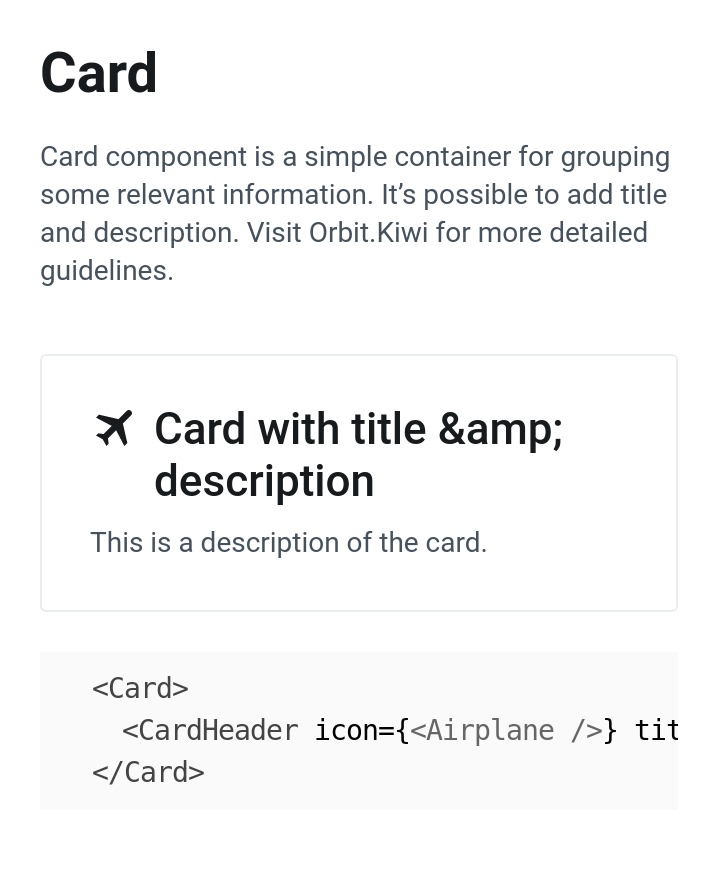 Card
Card component is a simple container for grouping
some relevant information. It’s possible to add title
and description. Visit Orbit.Kiwi for more detailed
guidelines.
Card with title &amp;
description
This is a description of the card.
<Card>
<CardHeader icon={<Airplane />} tit
</Card>